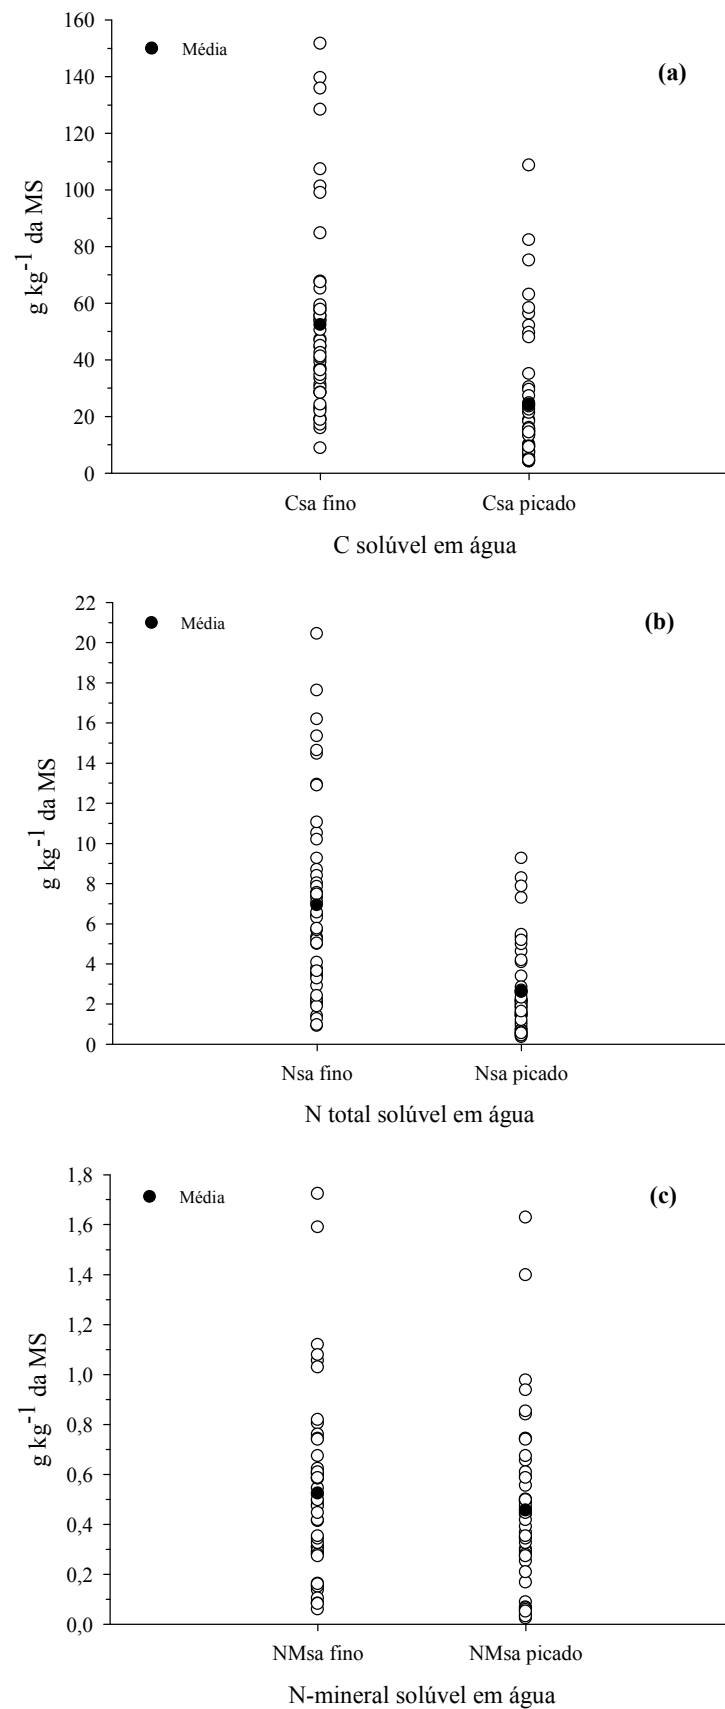 160
140
120
100
80
60
40
20
0
g kg-1 da MS
Média
(a)
Csa fino
Csa picado
C solúvel em água
22
20
18
16
14
12
10
8
6
4
2
0
g kg-1 da MS
Média
(b)
Nsa fino
Nsa picado
N total solúvel em água
1,8
1,6
1,4
1,2
1,0
0,8
0,6
0,4
0,2
0,0
g kg-1 da MS
Média
(c)
NMsa fino
NMsa picado
N-mineral solúvel em água